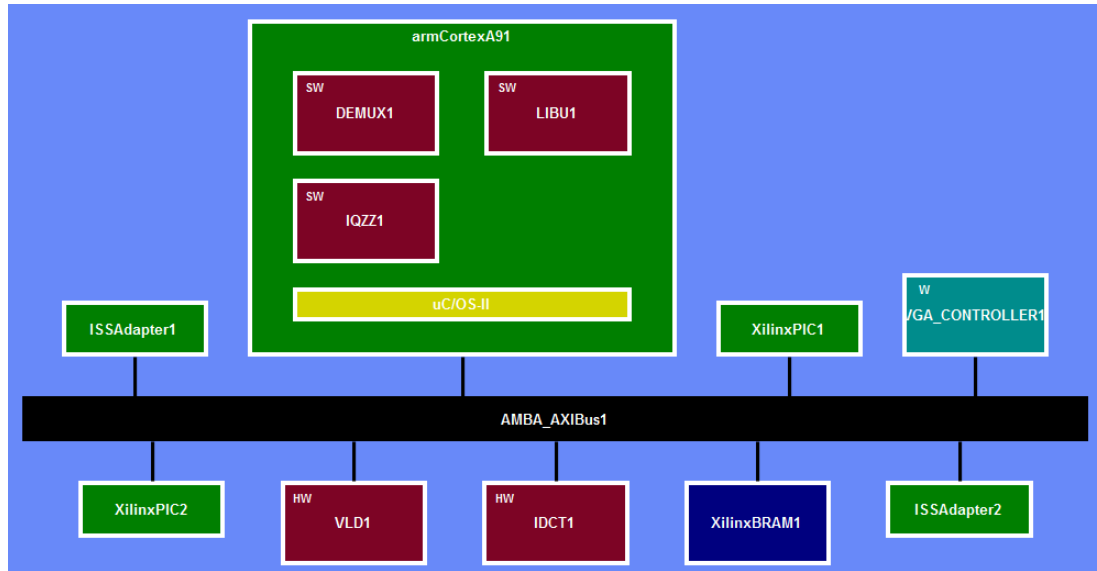 armCortexA91
SW
DEMUX1
SW
LIBU1
SW
IQZZ1
uC/OS-II
ISSAdapter1
XilinxPIC1
W
VGA_CONTROLLER1
AMBA_AXIBus1
XilinxPIC2
HW
VLD1
HW
IDCT1
XilinxBRAM1
ISSAdapter2